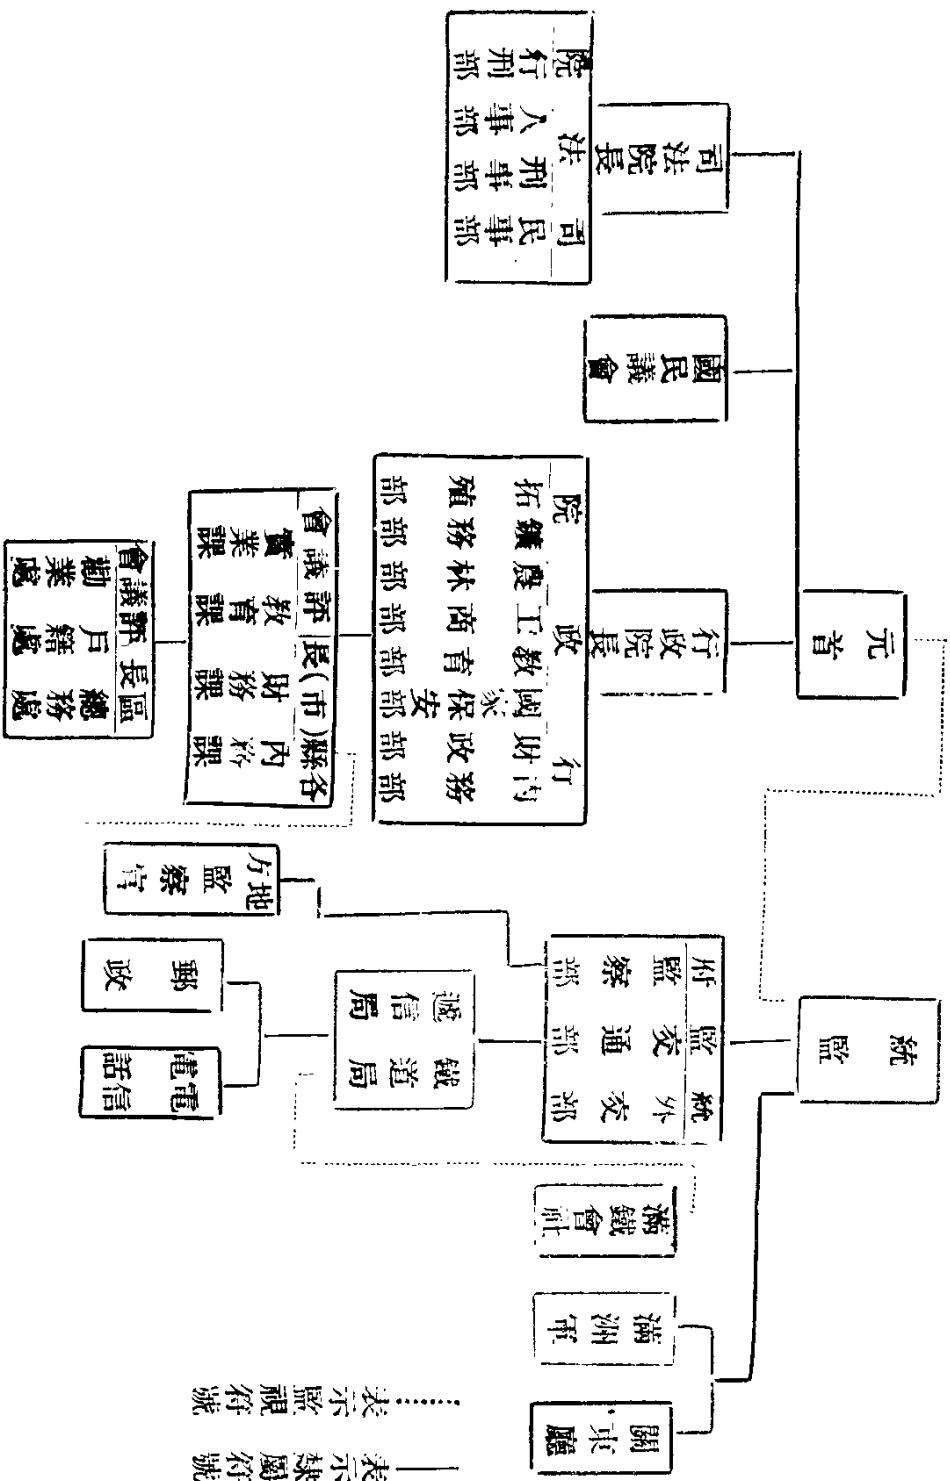 統監
元首
關東廳
滿洲軍
滿鐵會社
統監府
外交部
交通部
監察部
鐵道局
遞信局
電信
電話
郵政
地方監察官
行政院長
行政院
內務部
財政部
國家保安部
教育部
工商部
農林部
鑛務部
拓殖部
各縣(市)長評議會
內務課
財務課
教育課
實業課
區長評議會
總務處
戶籍處
勸業處
國民議會
司法院長
司法院
民事部
刑事部
人事部
行刑部
表示隸屬符號
表示監視符號